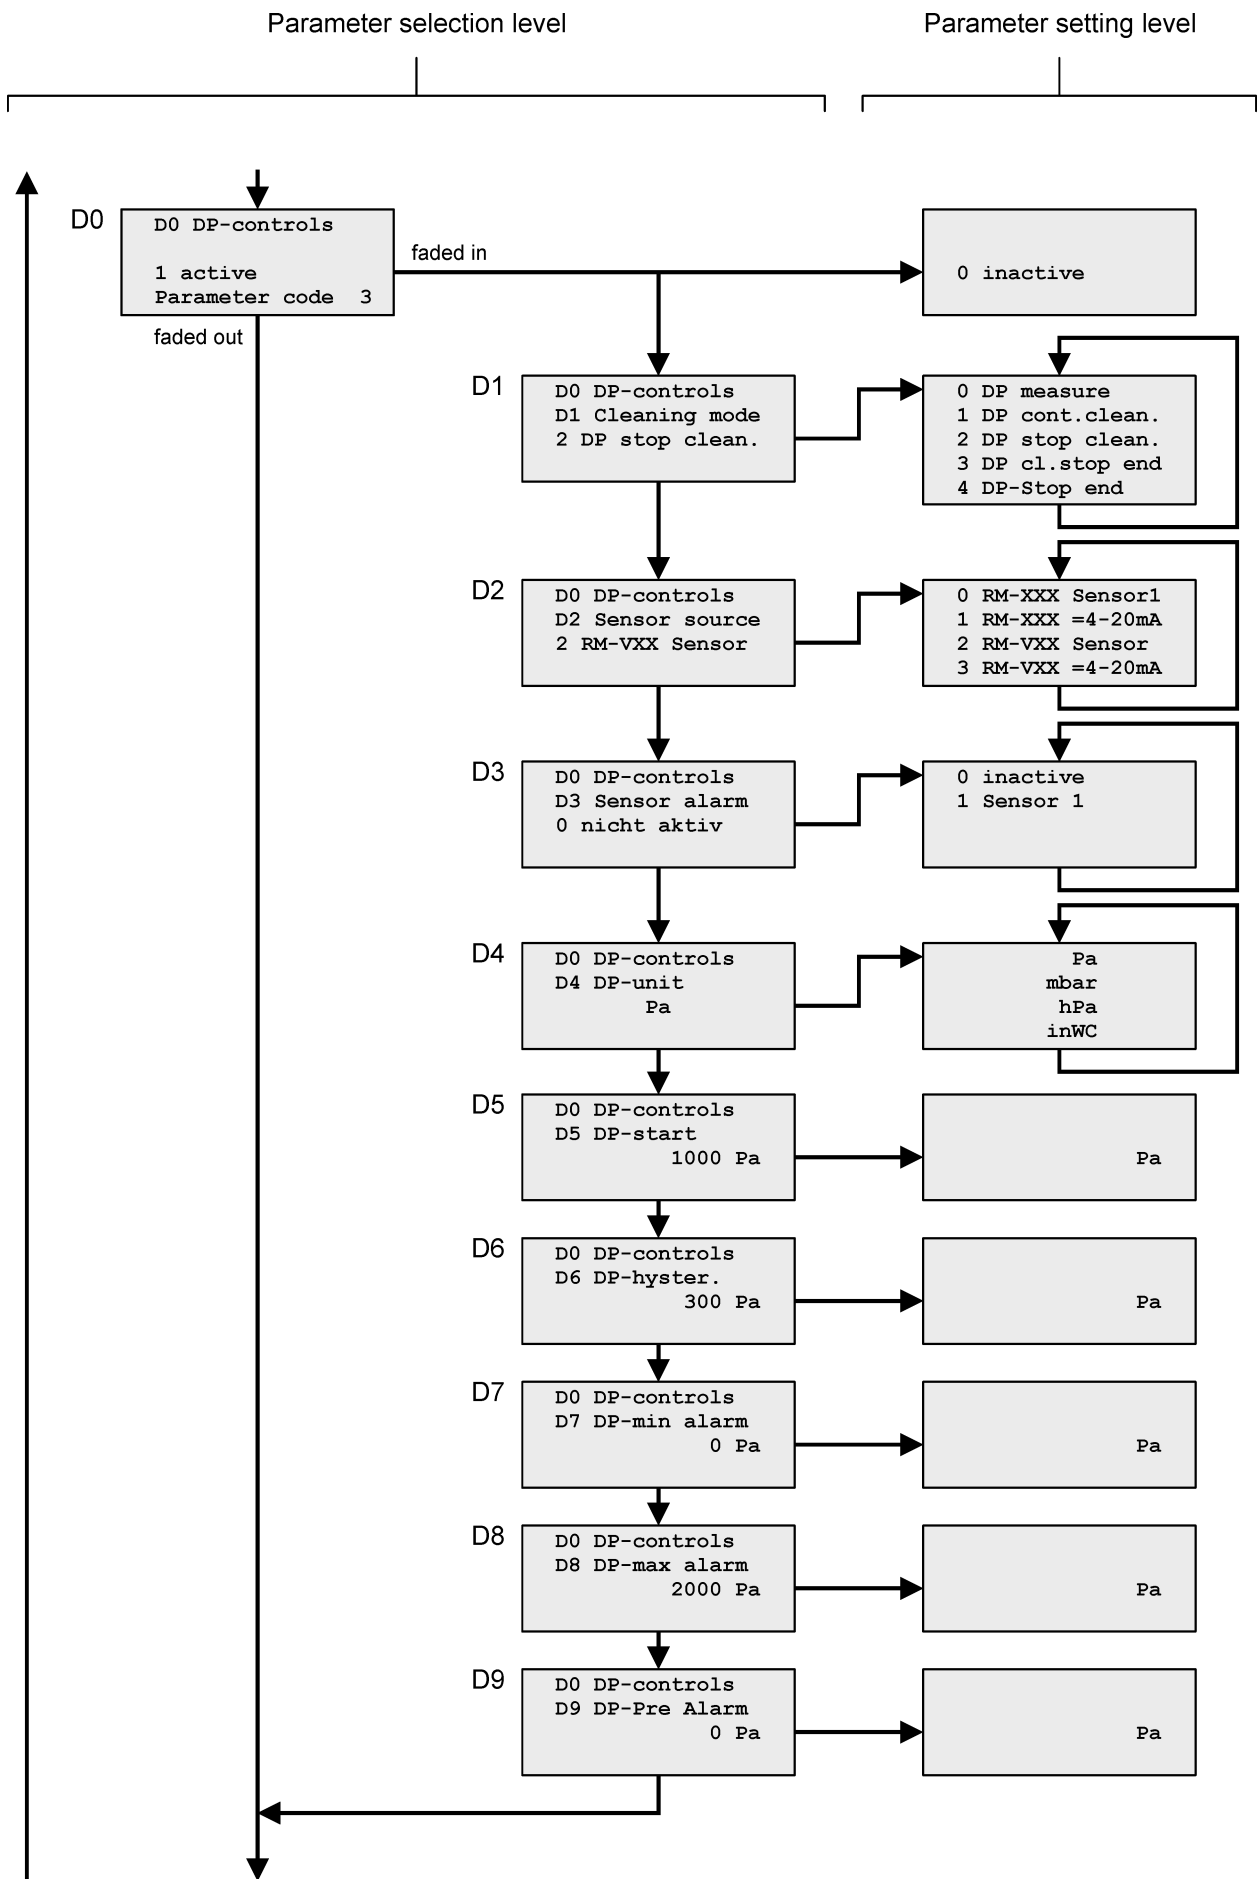 Parameter selection level
Parameter setting level
D0
D0 DP-controls
1 active
Parameter code 3
faded in
0 inactive
faded out
D1
D0 DP-controls
D1 Cleaning mode
2 DP stop clean.
0 DP measure
1 DP cont.clean.
2 DP stop clean.
3 DP cl.stop end
4 DP-Stop end
D2
D0 DP-controls
D2 Sensor source
2 RM-VXX Sensor
0 RM-XXX Sensor1
1 RM-XXX =4-20mA
2 RM-VXX Sensor
3 RM-VXX =4-20mA
D3
D0 DP-controls
D3 Sensor alarm
0 nicht aktiv
0 inactive
1 Sensor 1
D4
D0 DP-controls
D4 DP-unit
Pa
Pa
mbar
hPa
inWC
D5
D0 DP-controls
D5 DP-start
1000 Pa
Pa
D6
D0 DP-controls
D6 DP-hyster.
300 Pa
Pa
D7
D0 DP-controls
D7 DP-min alarm
0 Pa
Pa
D8
D0 DP-controls
D8 DP-max alarm
2000 Pa
Pa
D9
D0 DP-controls
D9 DP-Pre Alarm
0 Pa
Pa